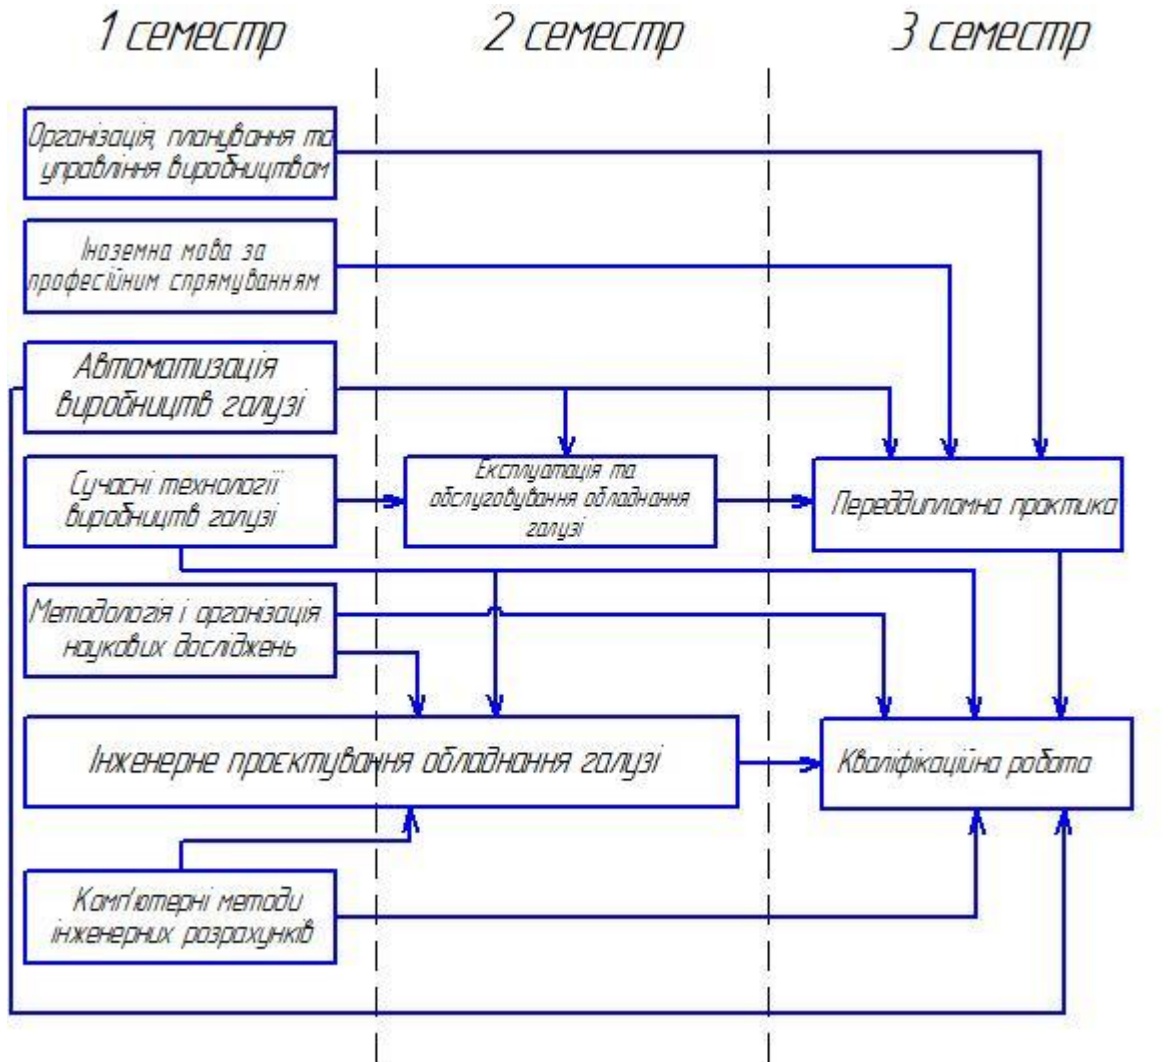 1 семестр
2 семестр
3 семестр
Організація, планування та
управління виробництвом
Іноземна мова за
професійним спрямуванням
Автоматизація
виробництв галузі
Сучасні технології
виробництв галузі
Експлуатація та
обслуговування обладнання
галузі
Переддипломна практика
Методологія і організація
наукових досліджень
Інженерне проєктування обладнання галузі
Кваліфікаційна робота
Комп'ютерні методи
інженерних розрахунків